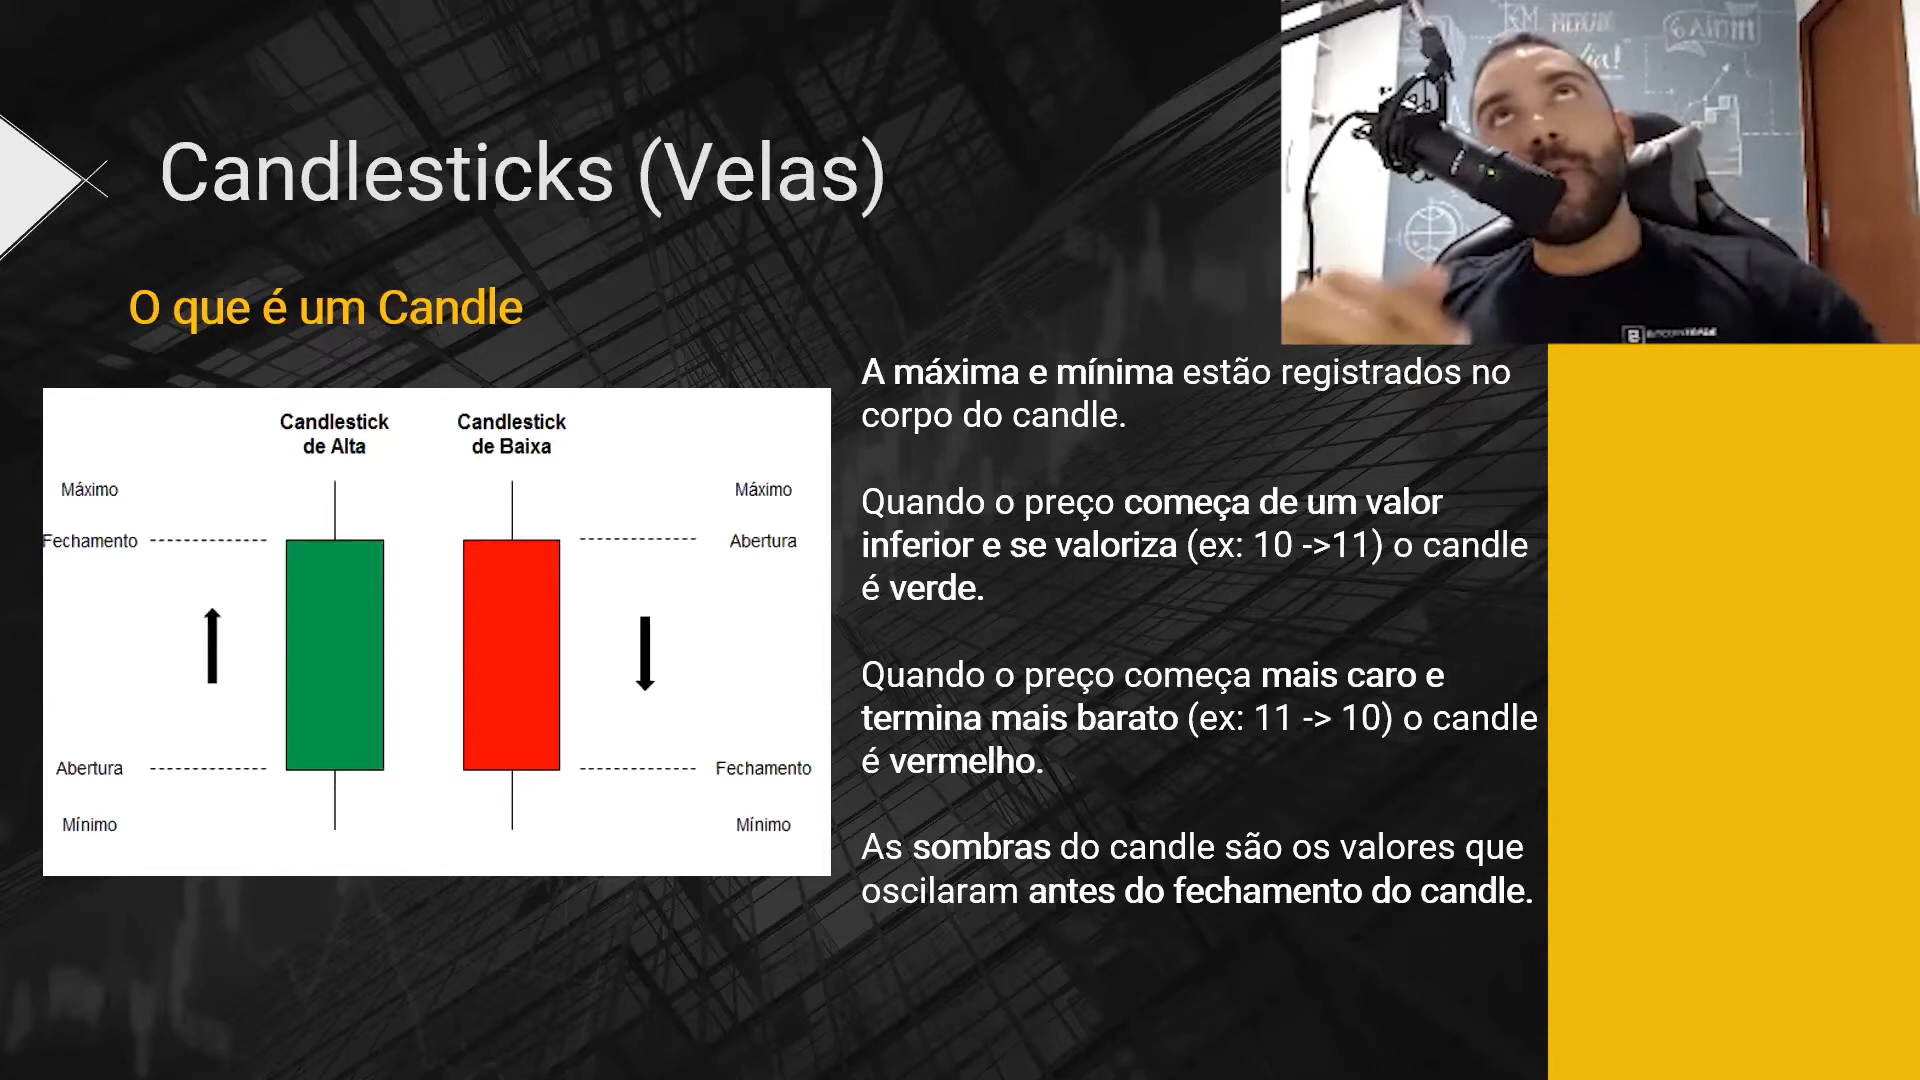 Candlesticks (Velas)
O que é um Candle
Candlestick
de Alta
Candlestick
de Baixa
Máximo
Máximo
Fechamento
Abertura
Abertura
Fechamento
Mínimo
Mínimo
A máxima e mínima estão registrados no
corpo do candle.
Quando o preço começa de um valor
inferior e se valoriza (ex: 10 ->11) o candle
é verde.
Quando o preço começa mais caro e
termina mais barato (ex: 11 -> 10) o candle
é vermelho.
As sombras do candle são os valores que
oscilaram antes do fechamento do candle.
MERCADO